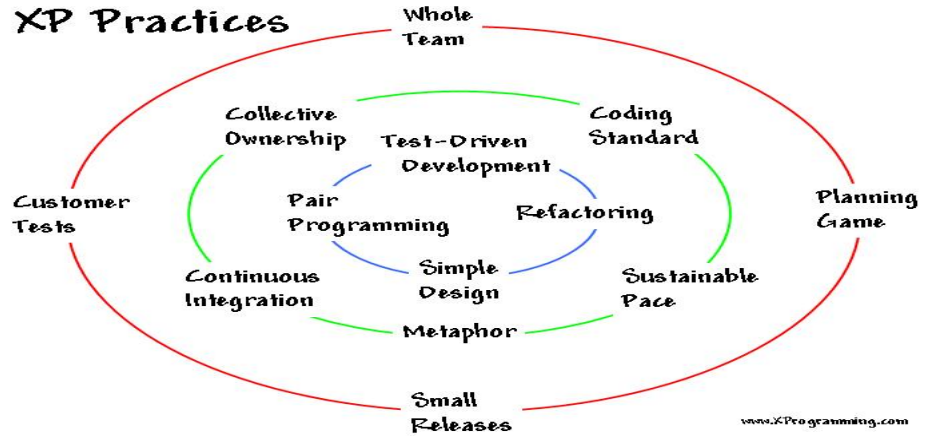 XP Practices
Whole
Team
Collective
Ownership
Coding
Standard
Test-Driven
Development
Customer
Tests
Pair
Programming
Refactoring
Planning
Game
Continuous
Integration
Simple
Design
Sustainable
Pace
Metaphor
Small
Releases
www.XProgramming.com